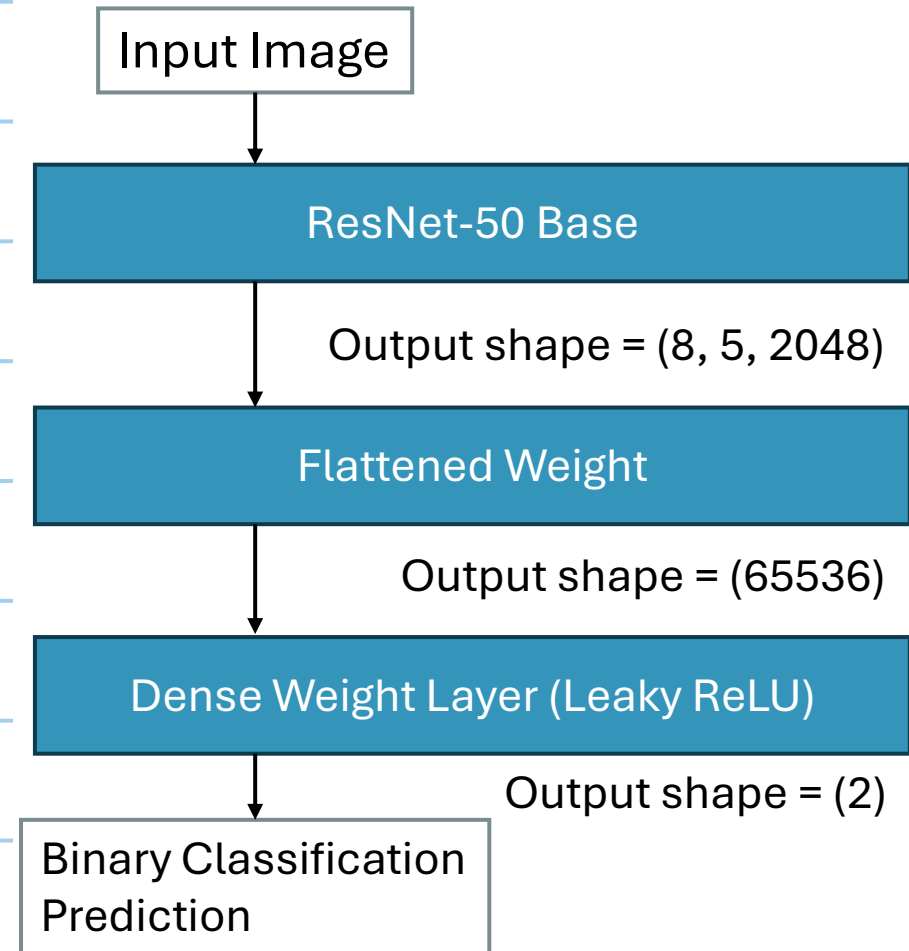 Input Image
ResNet-50 Base
Output shape = (8, 5, 2048)
Flattened Weight
Output shape = (65536)
Dense Weight Layer (Leaky ReLU)
Output shape = (2)
Binary Classification
Prediction